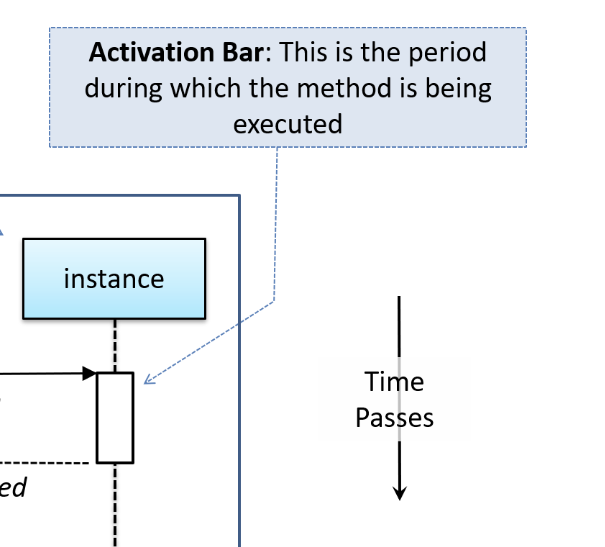 Activation Bar: This is the period
during which the method is being
executed
instance
Time
Passes
ed